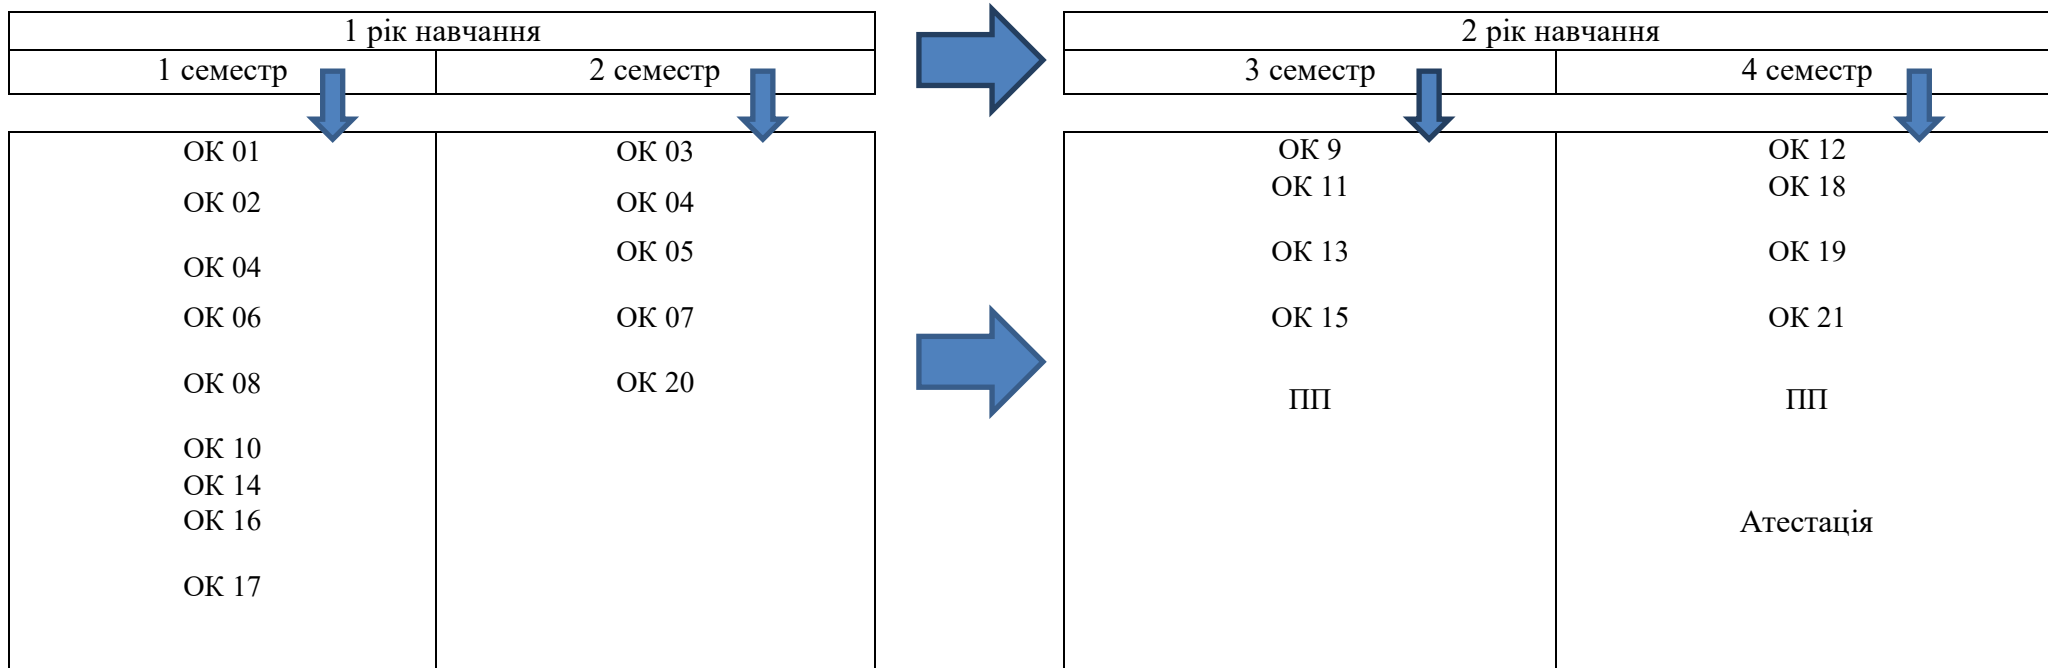 1 рік навчання
1 семестр
2 семестр
ОК 01
ОК 02
ОК 04
ОК 06
ОК 08
ОК 10
ОК 14
ОК 16
ОК 17
ОК 03
ОК 04
ОК 05
ОК 07
ОК 20
2 рік навчання
3 семестр
4 семестр
ОК 9
ОК 11
ОК 13
ОК 15
ПП
ОК 12
ОК 18
ОК 19
ОК 21
ПП
Атестація